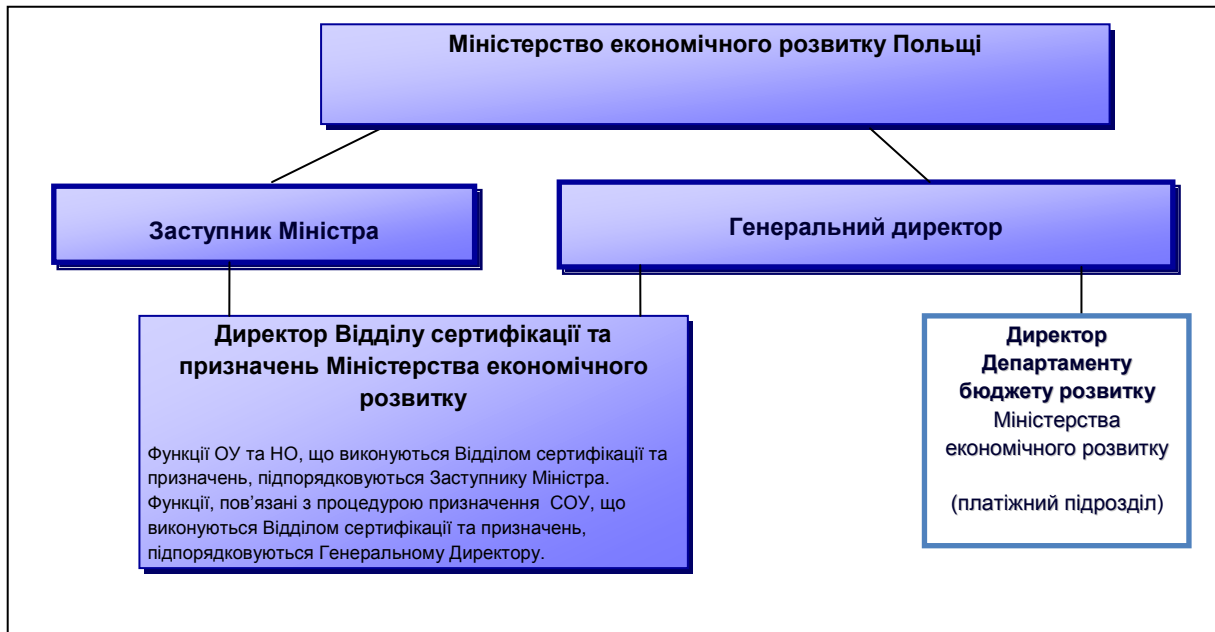 Міністерство економічного розвитку Польщі
Заступник Міністра
Генеральний директор
Директор Відділу сертифікації та
призначень Міністерства економічного
розвитку
Функції ОУ та НО, що виконуються Відділом сертифікації та
призначень, підпорядковуються Заступнику Міністра.
Функції, пов’язані з процедурою призначення СОУ, що
виконуються Відділом сертифікації та призначень,
підпорядковуються Генеральному Директору.
Директор
Департаменту
бюджету розвитку
Міністерства
економічного розвитку
(платіжний підрозділ)